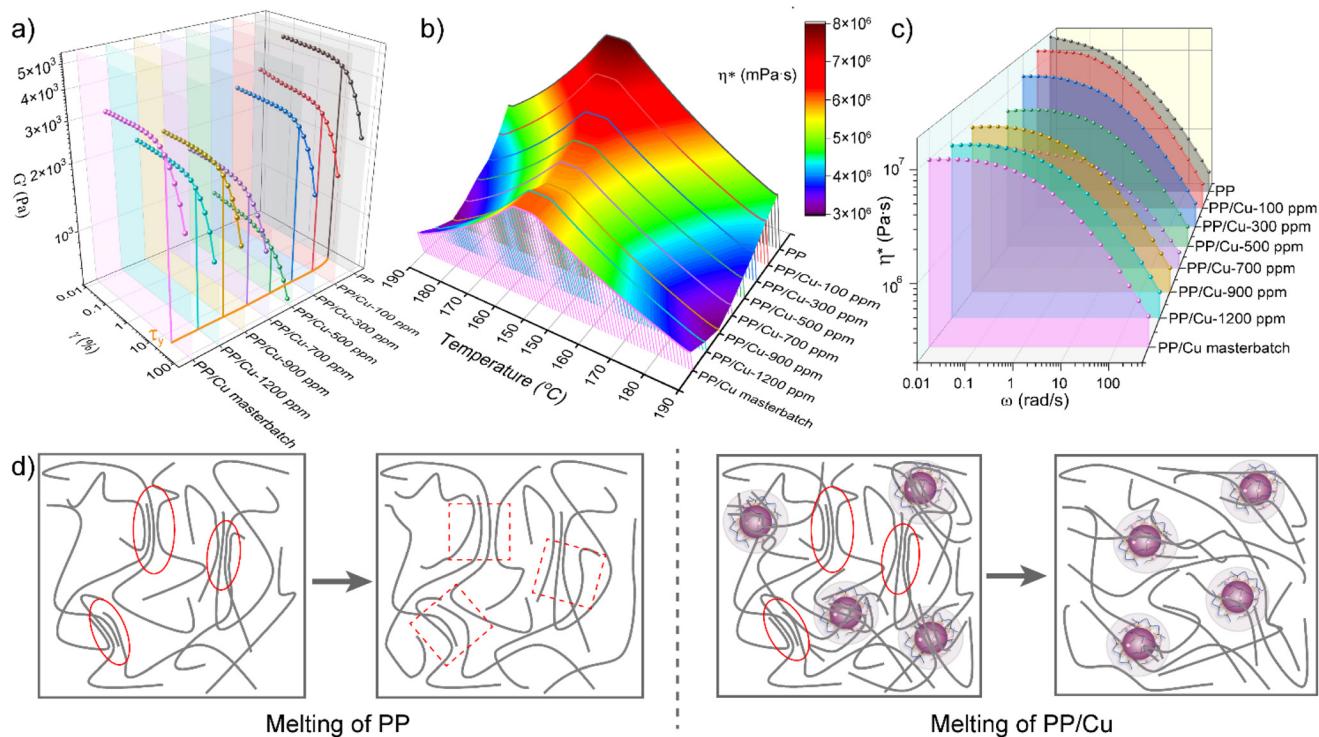 a)
G' (Pa)
5×10³
4×10³
3×10³
2×10³
1×10³
0.01
0.1
1
10
100
γ (%)
τy
PP
PP/Cu-100 ppm
PP/Cu-300 ppm
PP/Cu-500 ppm
PP/Cu-700 ppm
PP/Cu-900 ppm
PP/Cu-1200 ppm
PP/Cu masterbatch
b)
η* (mPa·s)
8×10⁶
7×10⁶
6×10⁶
5×10⁶
4×10⁶
3×10⁶
190
180
170
160
150
150
160
170
180
190
Temperature (°C)
PP
PP/Cu-100 ppm
PP/Cu-300 ppm
PP/Cu-500 ppm
PP/Cu-700 ppm
PP/Cu-900 ppm
PP/Cu-1200 ppm
PP/Cu masterbatch
c)
η* (Pa·s)
10⁷
10⁶
0.01
0.1
1
10
100
ω (rad/s)
PP
PP/Cu-100 ppm
PP/Cu-300 ppm
PP/Cu-500 ppm
PP/Cu-700 ppm
PP/Cu-900 ppm
PP/Cu-1200 ppm
PP/Cu masterbatch
d)
Melting of PP
Melting of PP/Cu